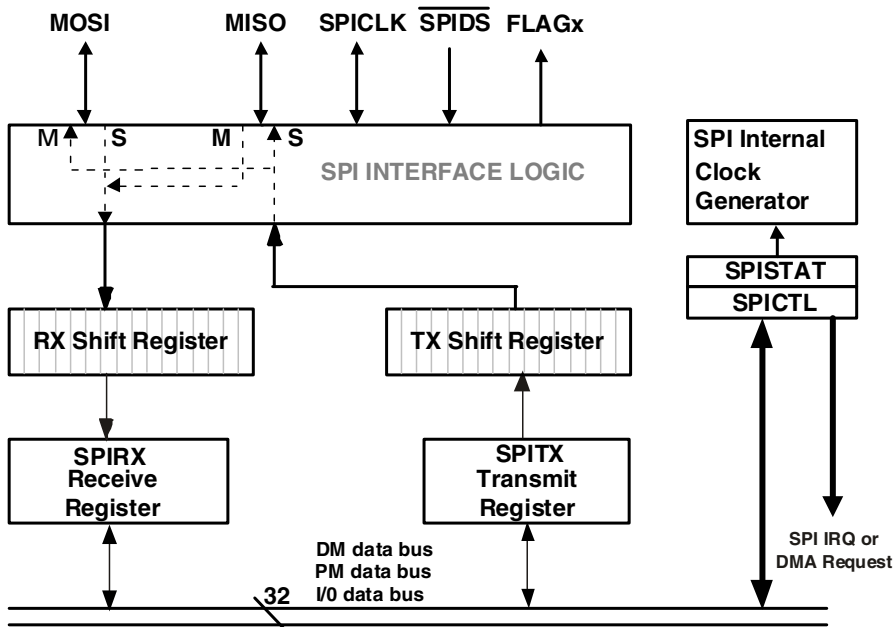 MOSI MISO SPICLK SPIDS FLAGx
M S M S
SPI INTERFACE LOGIC
SPI Internal
Clock
Generator
SPISTAT
SPICTL
RX Shift Register
TX Shift Register
SPIRX
Receive
Register
SPITX
Transmit
Register
SPI IRQ or
DMA Request
DM data bus
PM data bus
I/0 data bus
32